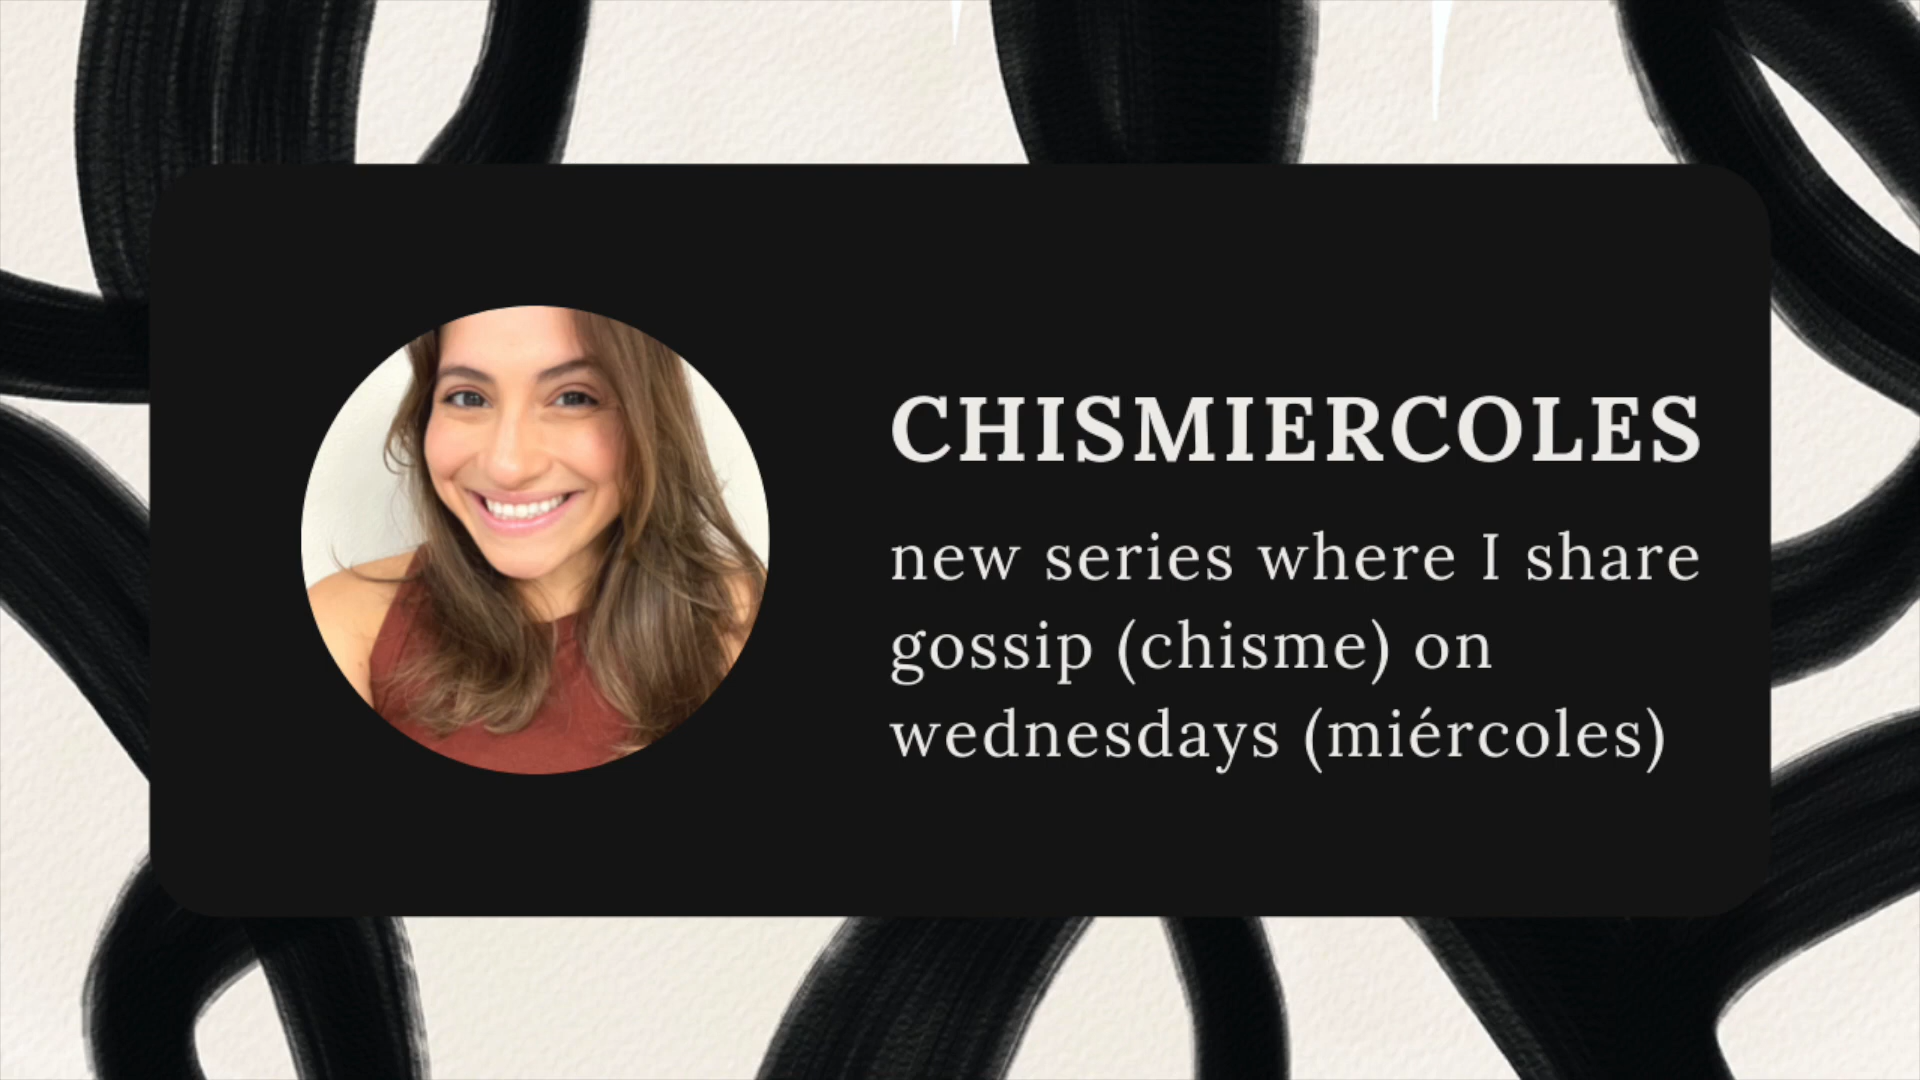 CHISMIERCOLES
new series where I share
gossip (chisme) on
wednesdays (miércoles)